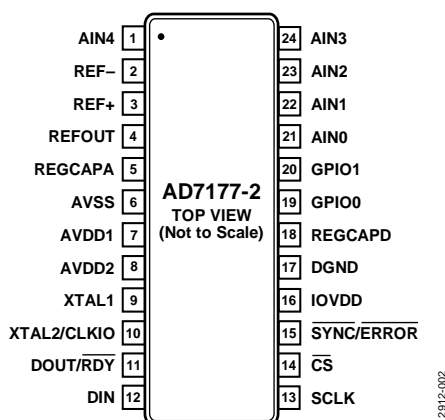 AIN4 1
REF– 2
REF+ 3
REFOUT 4
REGCAPA 5
AVSS 6
AVDD1 7
AVDD2 8
XTAL1 9
XTAL2/CLKIO 10
DOUT/RDY 11
DIN 12
AD7177-2
TOP VIEW
(Not to Scale)
24 AIN3
23 AIN2
22 AIN1
21 AIN0
20 GPIO1
19 GPIO0
18 REGCAPD
17 DGND
16 IOVDD
15 SYNC/ERROR
14 CS
13 SCLK
2912-002